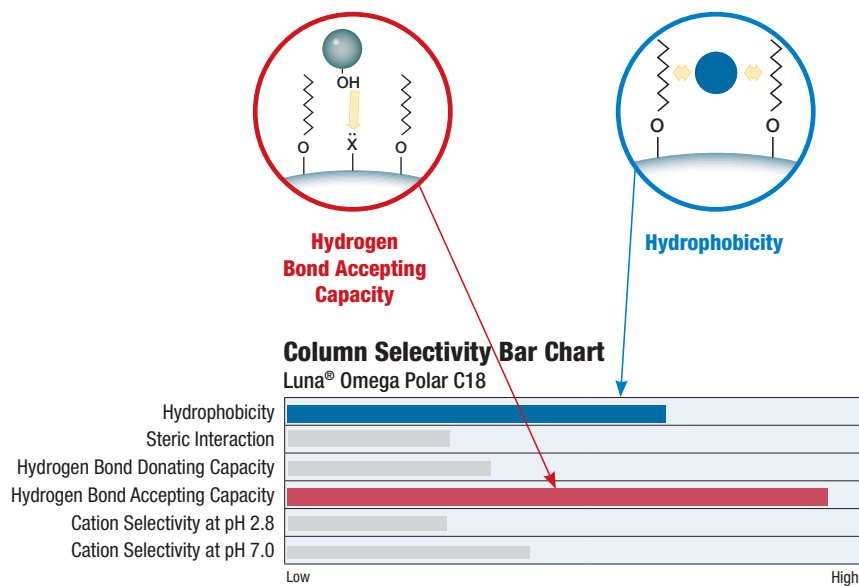 OH
Ẍ
O
O
O
O
Hydrogen
Bond Accepting
Capacity
Hydrophobicity
Column Selectivity Bar Chart
Luna® Omega Polar C18
Hydrophobicity
Steric Interaction
Hydrogen Bond Donating Capacity
Hydrogen Bond Accepting Capacity
Cation Selectivity at pH 2.8
Cation Selectivity at pH 7.0
Low
High